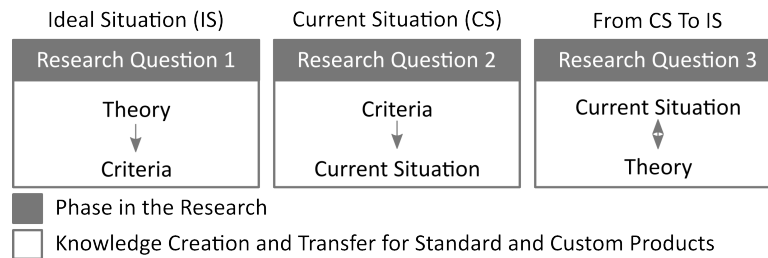 Ideal Situation (IS)
Current Situation (CS)
From CS To IS
Research Question 1
Research Question 2
Research Question 3
Theory
Criteria
Criteria
Current Situation
Current Situation
Theory
Phase in the Research
Knowledge Creation and Transfer for Standard and Custom Products